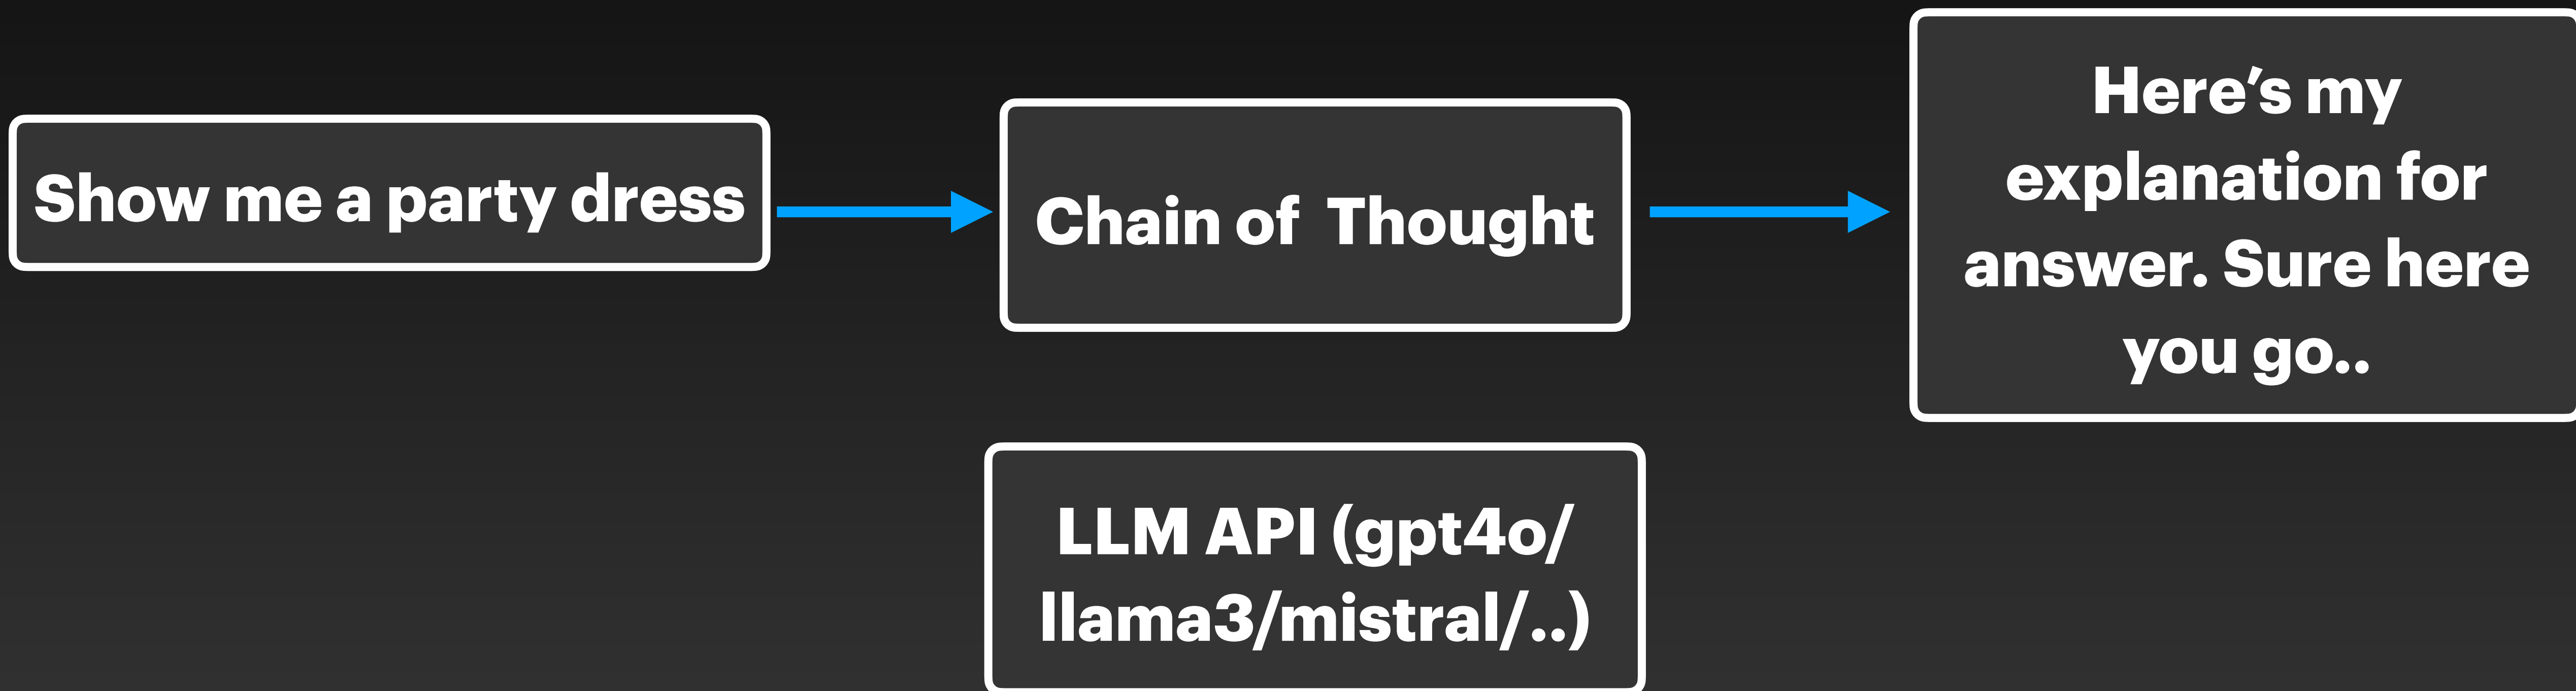 Show me a party dress
Chain of  Thought
Here’s my
explanation for
answer. Sure here
you go..
LLM API (gpt4o/
llama3/mistral/..)